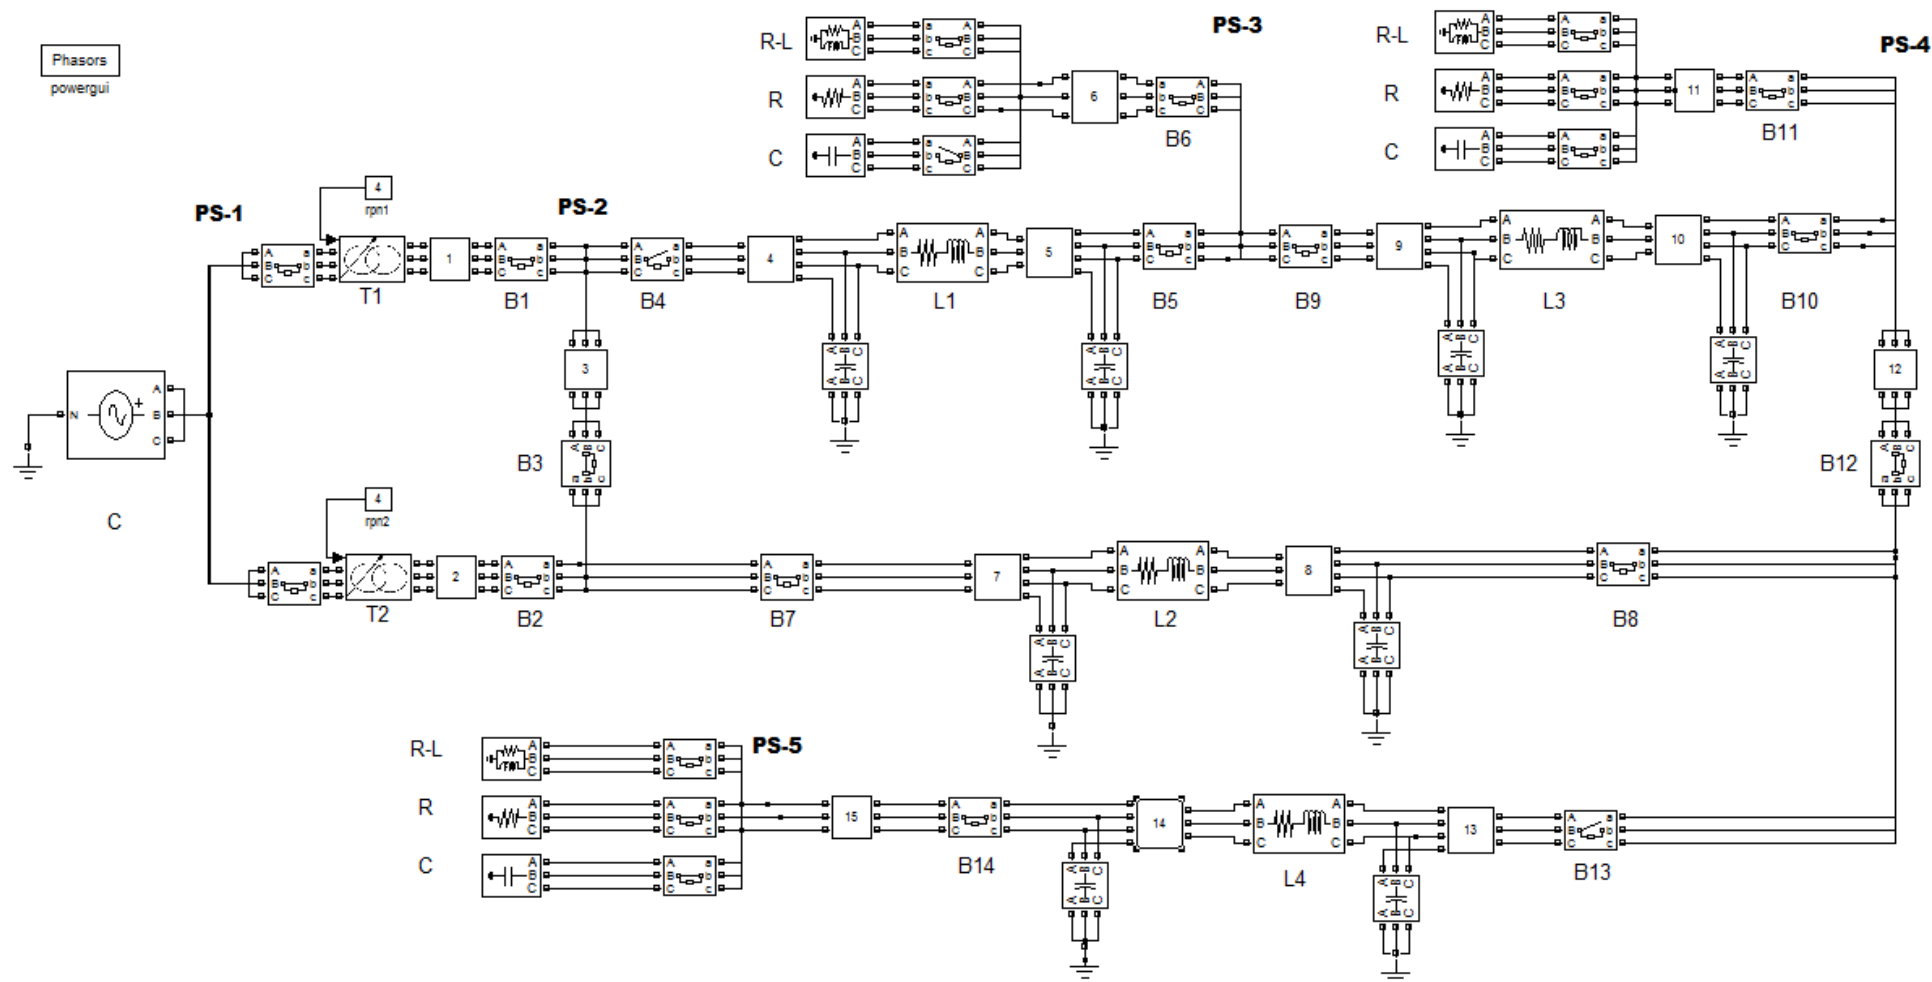 Phasors
powergui
R-L
R
C
PS-3
6
B6
R-L
R
C
PS-4
11
B11
PS-1
4
rpn1
T1
1
B1
PS-2
B4
4
L1
5
B5
B9
9
L3
10
B10
3
B3
12
B12
N
A
B
C
+
C
4
rpn2
T2
2
B2
B7
7
L2
8
B8
R-L
R
C
PS-5
15
B14
14
L4
13
B13